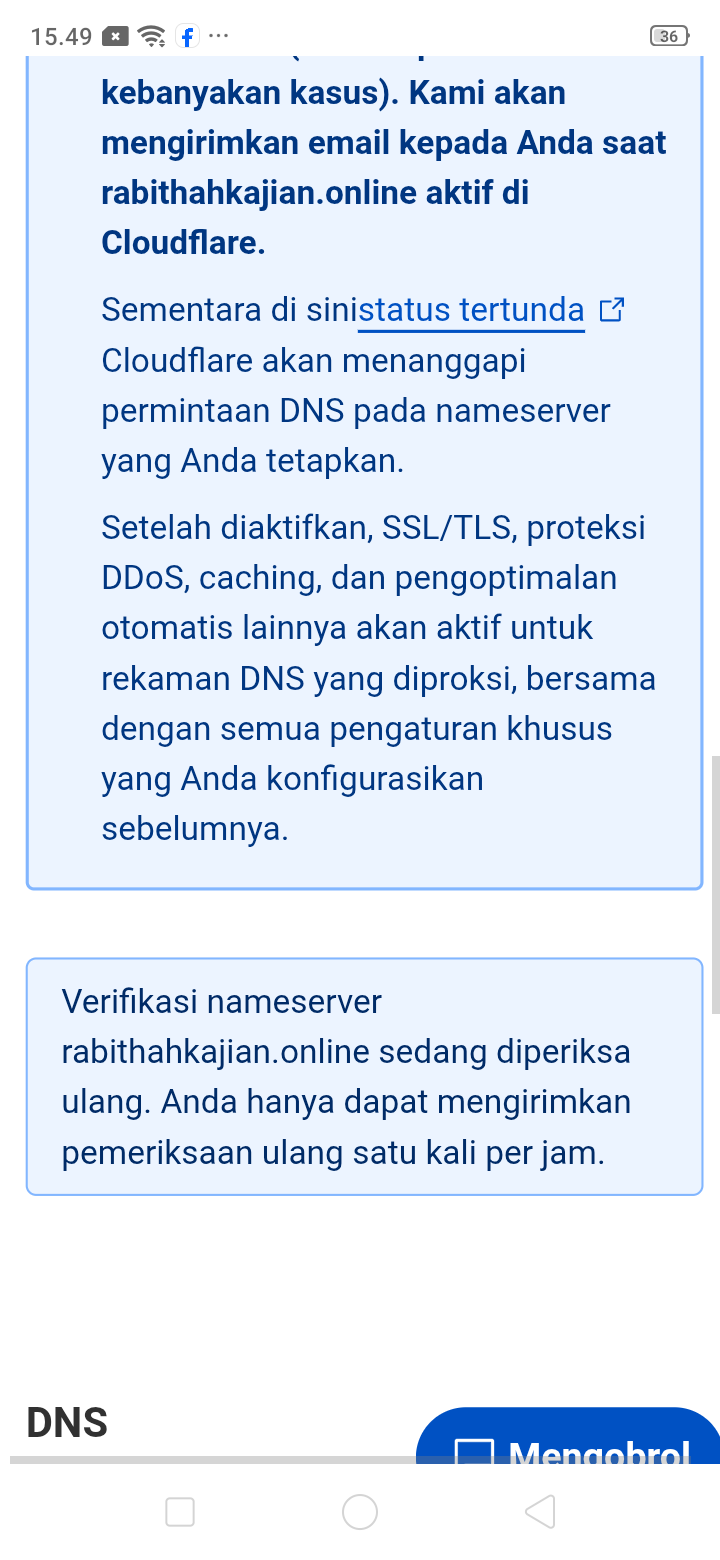 15.49
36
kebanyakan kasus). Kami akan
mengirimkan email kepada Anda saat
rabithahkajian.online aktif di
Cloudflare.
Sementara di sinistatus tertunda
Cloudflare akan menanggapi
permintaan DNS pada nameserver
yang Anda tetapkan.
Setelah diaktifkan, SSL/TLS, proteksi
DDoS, caching, dan pengoptimalan
otomatis lainnya akan aktif untuk
rekaman DNS yang diproksi, bersama
dengan semua pengaturan khusus
yang Anda konfigurasikan
sebelumnya.
Verifikasi nameserver
rabithahkajian.online sedang diperiksa
ulang. Anda hanya dapat mengirimkan
pemeriksaan ulang satu kali per jam.
DNS
Mengobrol